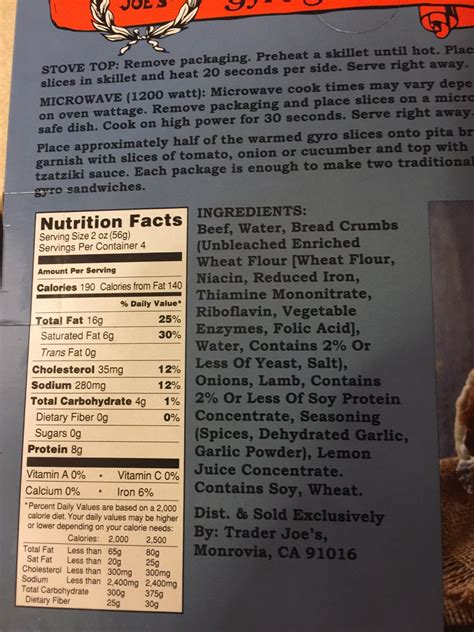 JOE'S
gyro
STOVE TOP: Remove packaging. Preheat a skillet until hot. Plac
slices in skillet and heat 20 seconds per side. Serve right away.
MICROWAVE (1200 watt): Microwave cook times may vary depe
on oven wattage. Remove packaging and place slices on a micro
safe dish. Cook on high power for 30 seconds. Serve right away.
Place approximately half of the warmed gyro slices onto pita br
garnish with slices of tomato, onion or cucumber and top with
tzatziki sauce. Each package is enough to make two traditional
gyro sandwiches.
Nutrition Facts
Serving Size 2 oz (56g)
Servings Per Container 4
Amount Per Serving
Calories 190 Calories from Fat 140
% Daily Value*
Total Fat 16g 25%
Saturated Fat 6g 30%
Trans Fat 0g
Cholesterol 35mg 12%
Sodium 280mg 12%
Total Carbohydrate 4g 1%
Dietary Fiber 0g 0%
Sugars 0g
Protein 8g
Vitamin A 0% • Vitamin C 0%
Calcium 0% • Iron 6%
*Percent Daily Values are based on a 2,000
calorie diet. Your daily values may be higher
or lower depending on your calorie needs:
Calories: 2,000 2,500
Total Fat Less than 65g 80g
Sat Fat Less than 20g 25g
Cholesterol Less than 300mg 300mg
Sodium Less than 2,400mg 2,400mg
Total Carbohydrate 300g 375g
Dietary Fiber 25g 30g
INGREDIENTS:
Beef, Water, Bread Crumbs
(Unbleached Enriched
Wheat Flour [Wheat Flour,
Niacin, Reduced Iron,
Thiamine Mononitrate,
Riboflavin, Vegetable
Enzymes, Folic Acid],
Water, Contains 2% Or
Less Of Yeast, Salt),
Onions, Lamb, Contains
2% Or Less Of Soy Protein
Concentrate, Seasoning
(Spices, Dehydrated Garlic,
Garlic Powder), Lemon
Juice Concentrate.
Contains Soy, Wheat.
Dist. & Sold Exclusively
By: Trader Joe's,
Monrovia, CA 91016